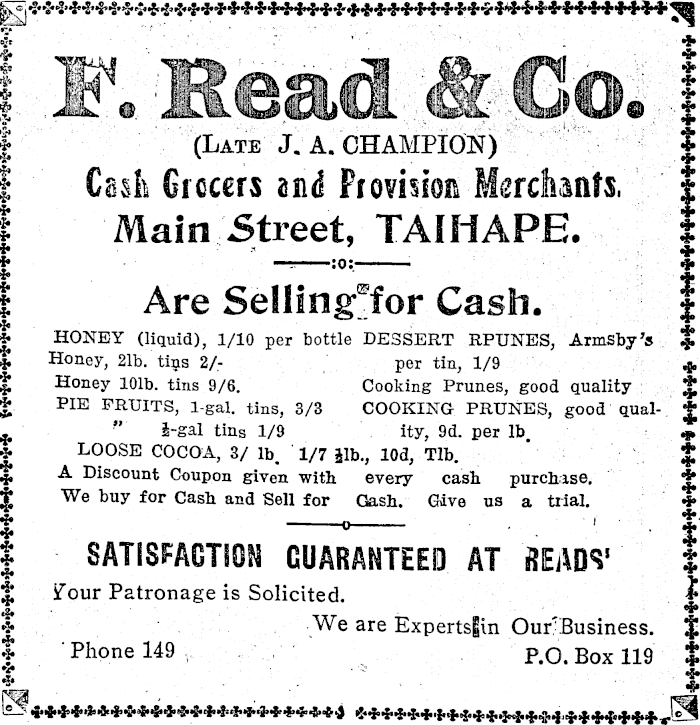 F. Read & Co.
(LATE J. A. CHAMPION)
Cash Grocers and Provision Merchants.
Main Street, TAIHAPE.
:o:
Are Selling for Cash.
HONEY (liquid), 1/10 per bottle
Honey, 2lb. tins 2/-
Honey 10lb. tins 9/6.
PIE FRUITS, 1-gal. tins, 3/3
” ½-gal tins 1/9
DESSERT RPUNES, Armsby's
per tin, 1/9
Cooking Prunes, good quality
COOKING PRUNES, good qual-
ity, 9d. per lb.
LOOSE COCOA, 3/ lb. 1/7 ½lb., 10d, Tlb.
A Discount Coupon given with every cash purchase.
We buy for Cash and Sell for Cash. Give us a trial.
o
SATISFACTION GUARANTEED AT READS'
Your Patronage is Solicited.
We are Experts in Our Business.
Phone 149
P.O. Box 119